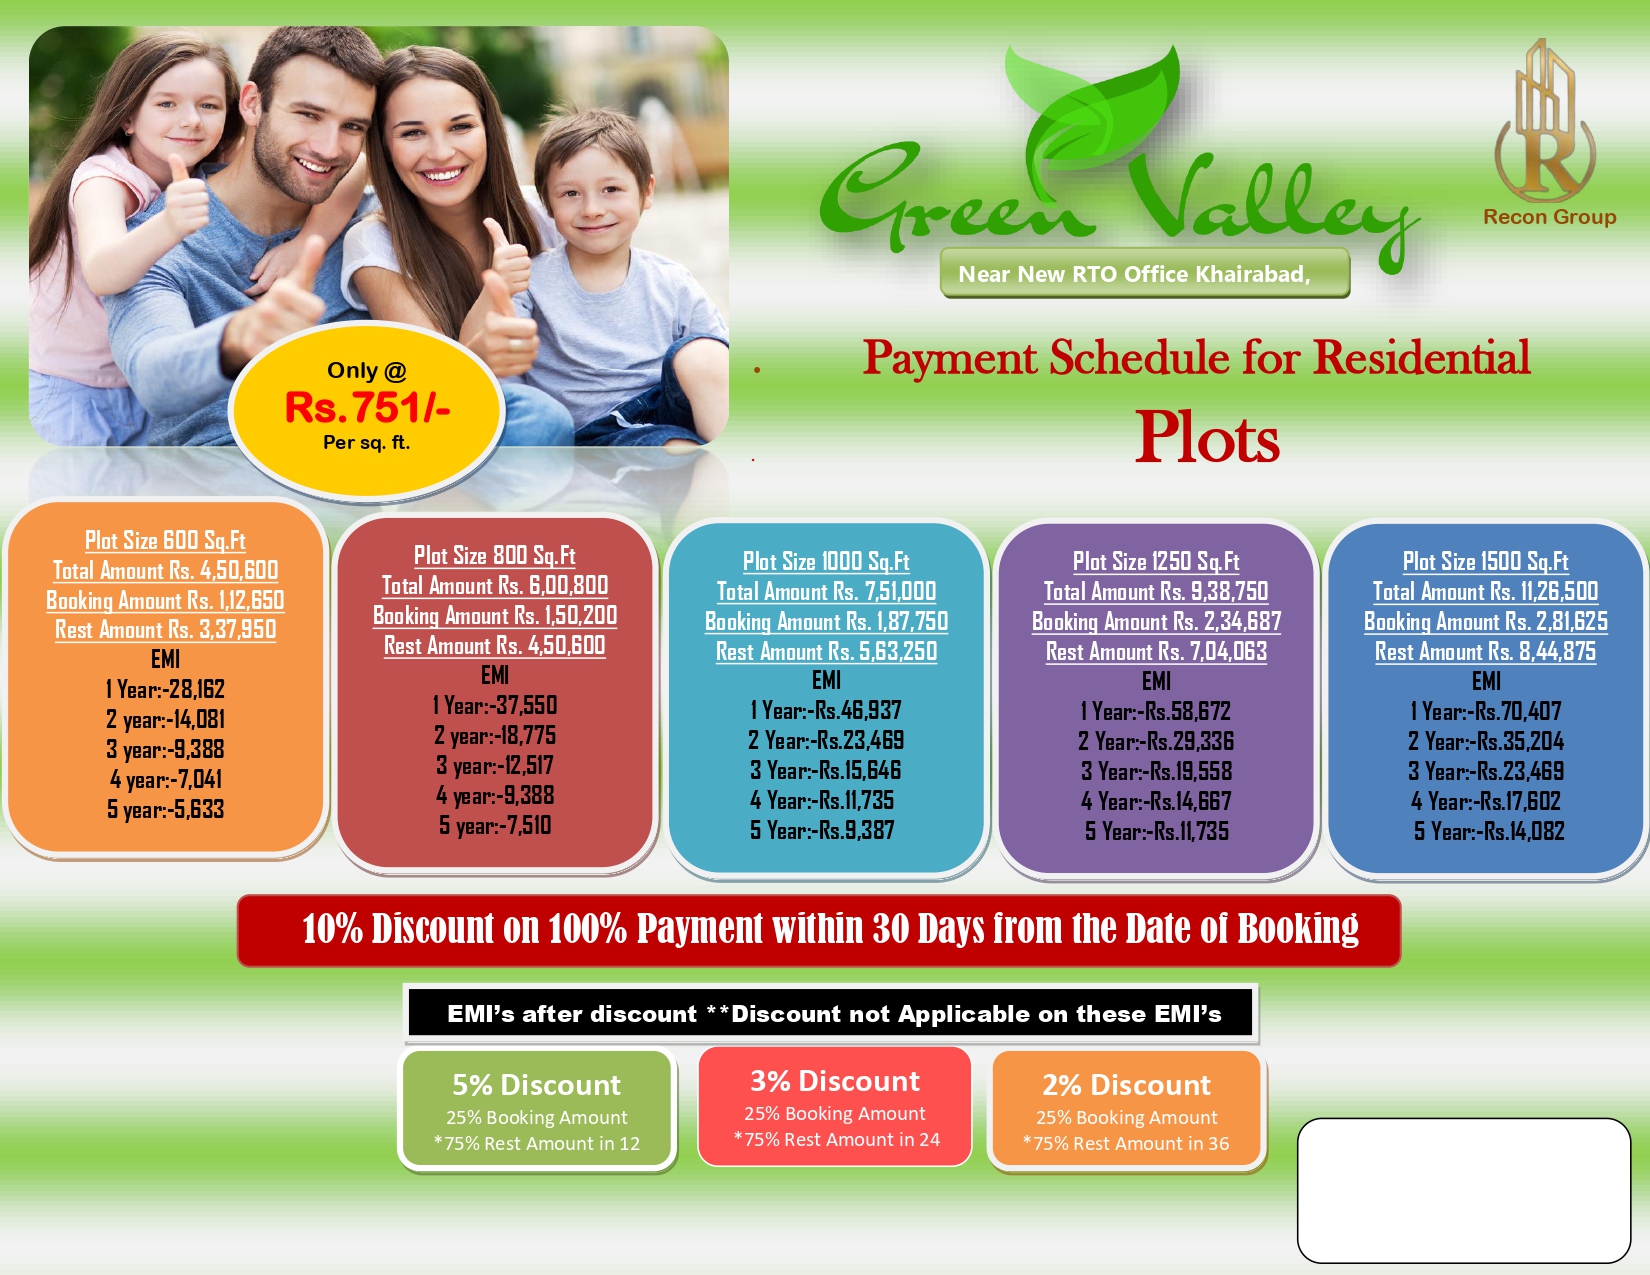 Green Valley
Recon Group
Near New RTO Office Khairabad,
Only @
Rs.751/-
Per sq. ft.
Payment Schedule for Residential
Plots
Plot Size 600 Sq.Ft
Total Amount Rs. 4,50,600
Booking Amount Rs. 1,12,650
Rest Amount Rs. 3,37,950
EMI
1 Year:-28,162
2 year:-14,081
3 year:-9,388
4 year:-7,041
5 year:-5,633
Plot Size 800 Sq.Ft
Total Amount Rs. 6,00,800
Booking Amount Rs. 1,50,200
Rest Amount Rs. 4,50,600
EMI
1 Year:-37,550
2 year:-18,775
3 year:-12,517
4 year:-9,388
5 year:-7,510
Plot Size 1000 Sq.Ft
Total Amount Rs. 7,51,000
Booking Amount Rs. 1,87,750
Rest Amount Rs. 5,63,250
EMI
1 Year:-Rs.46,937
2 Year:-Rs.23,469
3 Year:-Rs.15,646
4 Year:-Rs.11,735
5 Year:-Rs.9,387
Plot Size 1250 Sq.Ft
Total Amount Rs. 9,38,750
Booking Amount Rs. 2,34,687
Rest Amount Rs. 7,04,063
EMI
1 Year:-Rs.58,672
2 Year:-Rs.29,336
3 Year:-Rs.19,558
4 Year:-Rs.14,667
5 Year:-Rs.11,735
Plot Size 1500 Sq.Ft
Total Amount Rs. 11,26,500
Booking Amount Rs. 2,81,625
Rest Amount Rs. 8,44,875
EMI
1 Year:-Rs.70,407
2 Year:-Rs.35,204
3 Year:-Rs.23,469
4 Year:-Rs.17,602
5 Year:-Rs.14,082
10% Discount on 100% Payment within 30 Days from the Date of Booking
EMI's after discount **Discount not Applicable on these EMI's
5% Discount
25% Booking Amount
*75% Rest Amount in 12
3% Discount
25% Booking Amount
*75% Rest Amount in 24
2% Discount
25% Booking Amount
*75% Rest Amount in 36